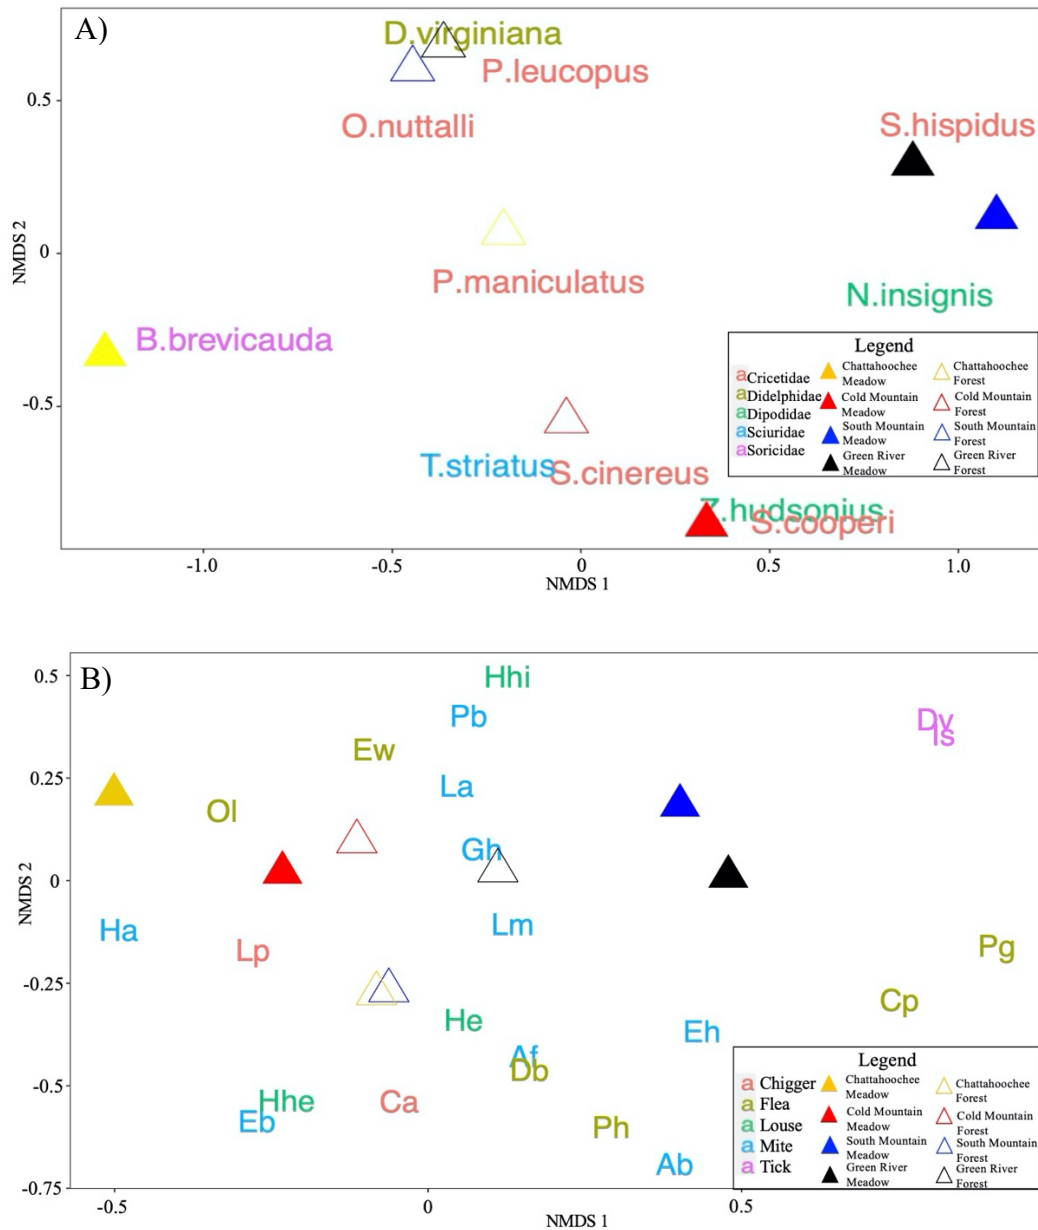 A)
D.virginiana
P.leucopus
0.5
O.nuttalli
S.hispidus
NMDS 2
0
P.maniculatus
N.insignis
B.brevicauda
Legend
aCricetidae
aDidelphidae
aDipodidae
aSciuridae
aSoricidae
Chattahoochee
Meadow
Cold Mountain
Meadow
South Mountain
Meadow
Green River
Meadow
Chattahoochee
Forest
Cold Mountain
Forest
South Mountain
Forest
Green River
Forest
-0.5
T.striatus
S.cinereus
Z.hudsonius
S.cooperi
-1.0 -0.5 0 0.5 1.0
NMDS 1
B)
0.5
Hhi
Pb
Dv
Is
Ew
0.25
La
Ol
Gh
NMDS 2
0
Ha
Lm
Lp
Pg
-0.25
Cp
He
Eh
Af
Db
-0.5
Hhe
Ca
Eb
Ph
Ab
-0.75
Legend
a Chigger
a Flea
a Louse
a Mite
a Tick
Chattahoochee
Meadow
Cold Mountain
Meadow
South Mountain
Meadow
Green River
Meadow
Chattahoochee
Forest
Cold Mountain
Forest
South Mountain
Forest
Green River
Forest
-0.5 0 0.5
NMDS 1